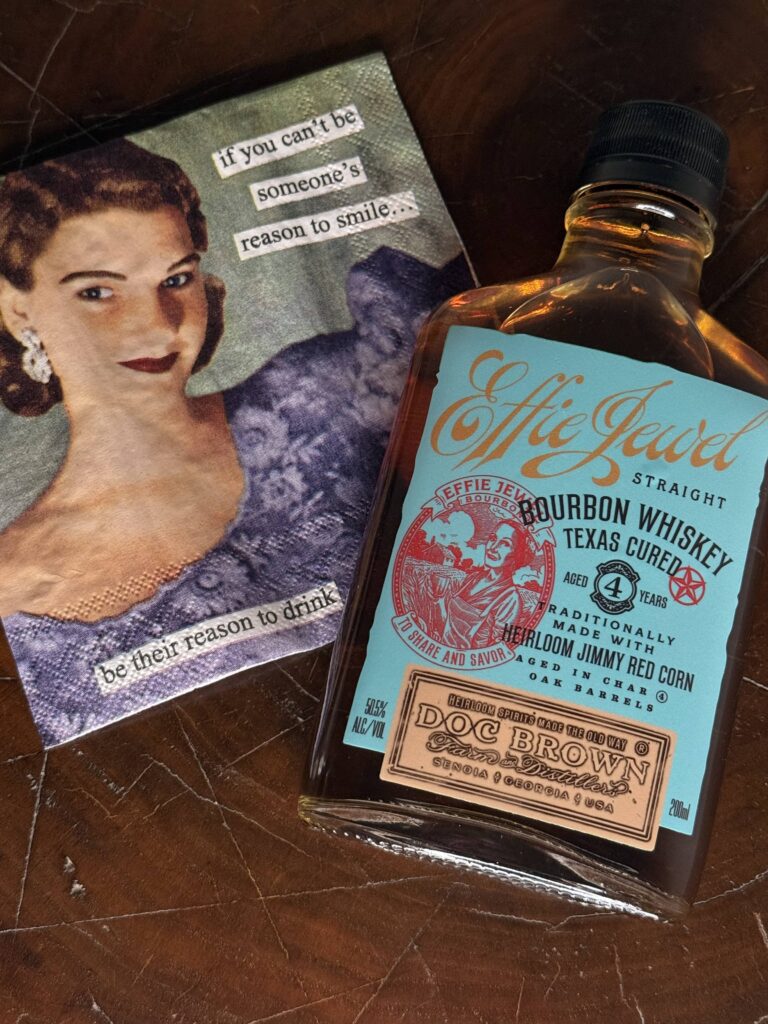 if you can't be
someone's
reason to smile...
be their reason to drink
Effie Jewel
STRAIGHT
BOURBON WHISKEY
TEXAS CURED
AGED 4 YEARS
TRADITIONALLY
MADE WITH
HEIRLOOM JIMMY RED CORN
AGED IN CHAR 4
OAK BARRELS
EFFIE JEWEL
BOURBON
TO SHARE AND SAVOR
50.5%
ALC/VOL
HEIRLOOM SPIRITS MADE THE OLD WAY ®
DOC BROWN
Farm and Distillers
SENOIA GEORGIA USA
200ml